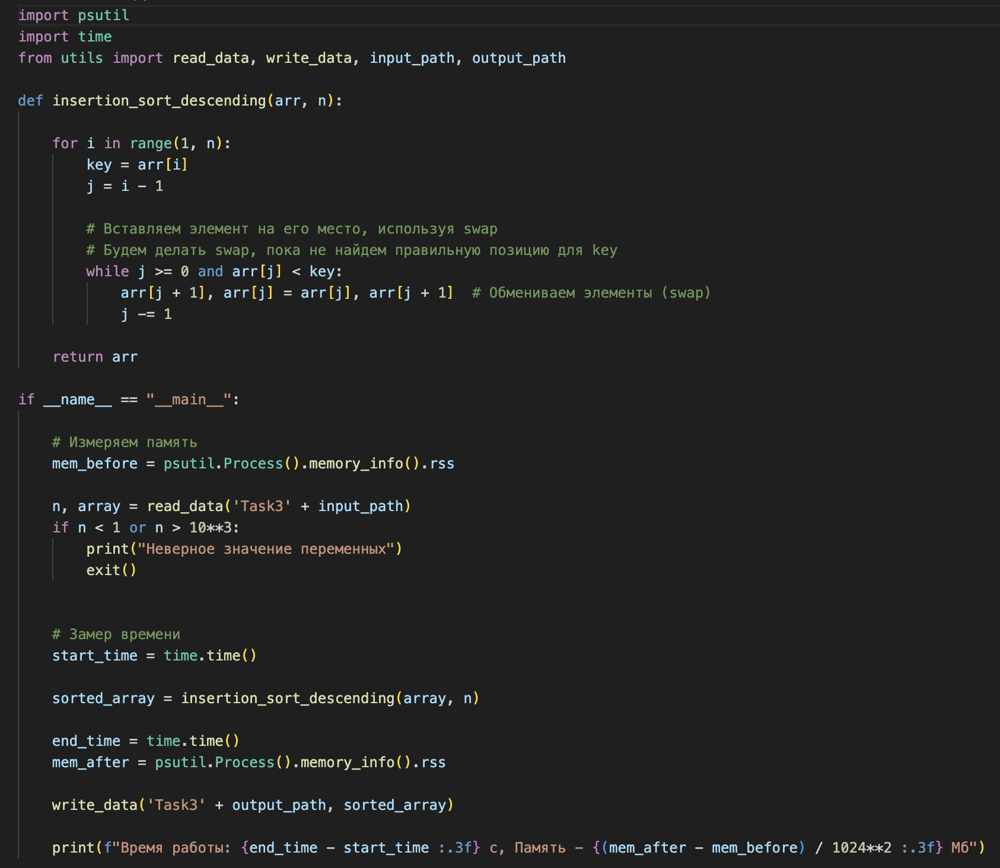 import psutil
import time
from utils import read_data, write_data, input_path, output_path
def insertion_sort_descending(arr, n):
for i in range(1, n):
key = arr[i]
j = i - 1
# Вставляем элемент на его место, используя swap
# Будем делать swap, пока не найдем правильную позицию для key
while j >= 0 and arr[j] < key:
arr[j + 1], arr[j] = arr[j], arr[j + 1]  # Обмениваем элементы (swap)
j -= 1
return arr
if __name__ == "__main__":
# Измеряем память
mem_before = psutil.Process().memory_info().rss
n, array = read_data('Task3' + input_path)
if n < 1 or n > 10**3:
print("Неверное значение переменных")
exit()
# Замер времени
start_time = time.time()
sorted_array = insertion_sort_descending(array, n)
end_time = time.time()
mem_after = psutil.Process().memory_info().rss
write_data('Task3' + output_path, sorted_array)
print(f"Время работы: {end_time - start_time :.3f} с, Память - {(mem_after - mem_before) / 1024**2 :.3f} Мб")